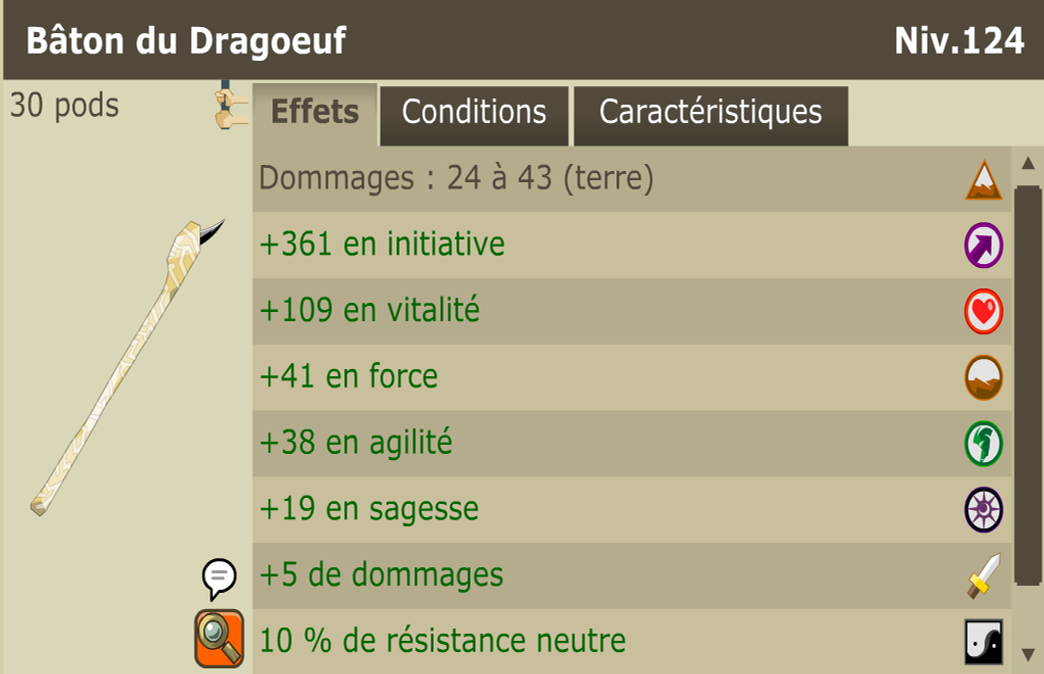 Bâton du Dragoeuf Niv.124
30 pods Effets Conditions Caractéristiques
Dommages : 24 à 43 (terre)
+361 en initiative
+109 en vitalité
+41 en force
+38 en agilité
+19 en sagesse
+5 de dommages
10 % de résistance neutre